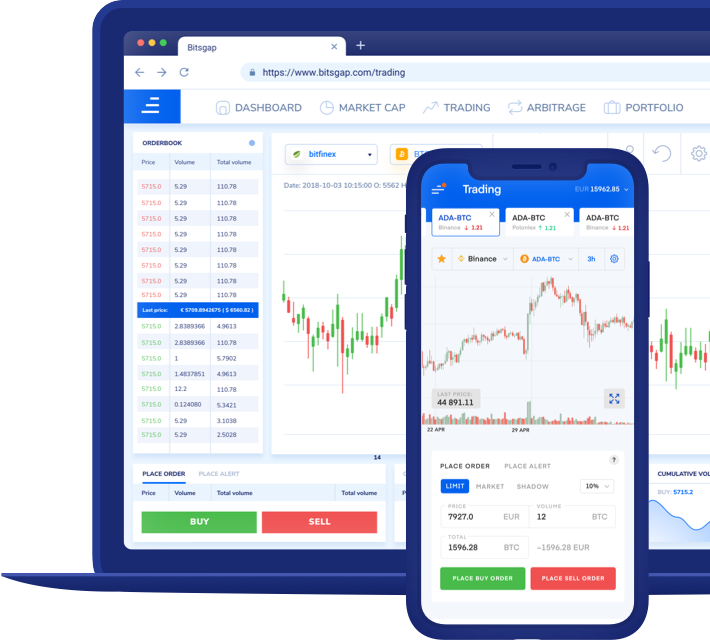 Bitsgap
https://www.bitsgap.com/trading
DASHBOARD MARKET CAP TRADING ARBITRAGE PORTFOLIO
ORDERBOOK
Price Volume Total volume
5715.0 5.29 110.78
5715.0 5.29 110.78
5715.0 5.29 110.78
5715.0 5.29 110.78
5715.0 5.29 110.78
5715.0 5.29 110.78
5715.0 5.29 110.78
5715.0 5.29 110.78
Last price: € 5709.8942675 ( $ 6560.82 )
5715.0 2.8389366 4.9613
5715.0 2.8389366 110.78
5715.0 1 5.7902
5715.0 1.4837851 4.9613
5715.0 12.2 110.78
5715.0 0.124080 5.3421
5715.0 5.29 3.1038
5715.0 5.29 2.5028
bitfinex
Date: 2018-10-03 10:15:00 O: 5562 H
14
PLACE ORDER PLACE ALERT
Price Volume Total volume Total volume
BUY SELL
CUMULATIVE VOL
BUY: 5715.2
Trading
EUR 15962.85
ADA-BTC
Binance ↓ 1.21
ADA-BTC
Poloniex ↑ 1.21
ADA-BTC
Binance ↓ 1.21
Binance ADA-BTC 3h
LAST PRICE:
44 891.11
22 APR 29 APR
?
PLACE ORDER PLACE ALERT
LIMIT MARKET SHADOW 10%
PRICE VOLUME
7927.0 EUR 12 BTC
TOTAL
1596.28 BTC ~1596.28 EUR
PLACE BUY ORDER PLACE SELL ORDER